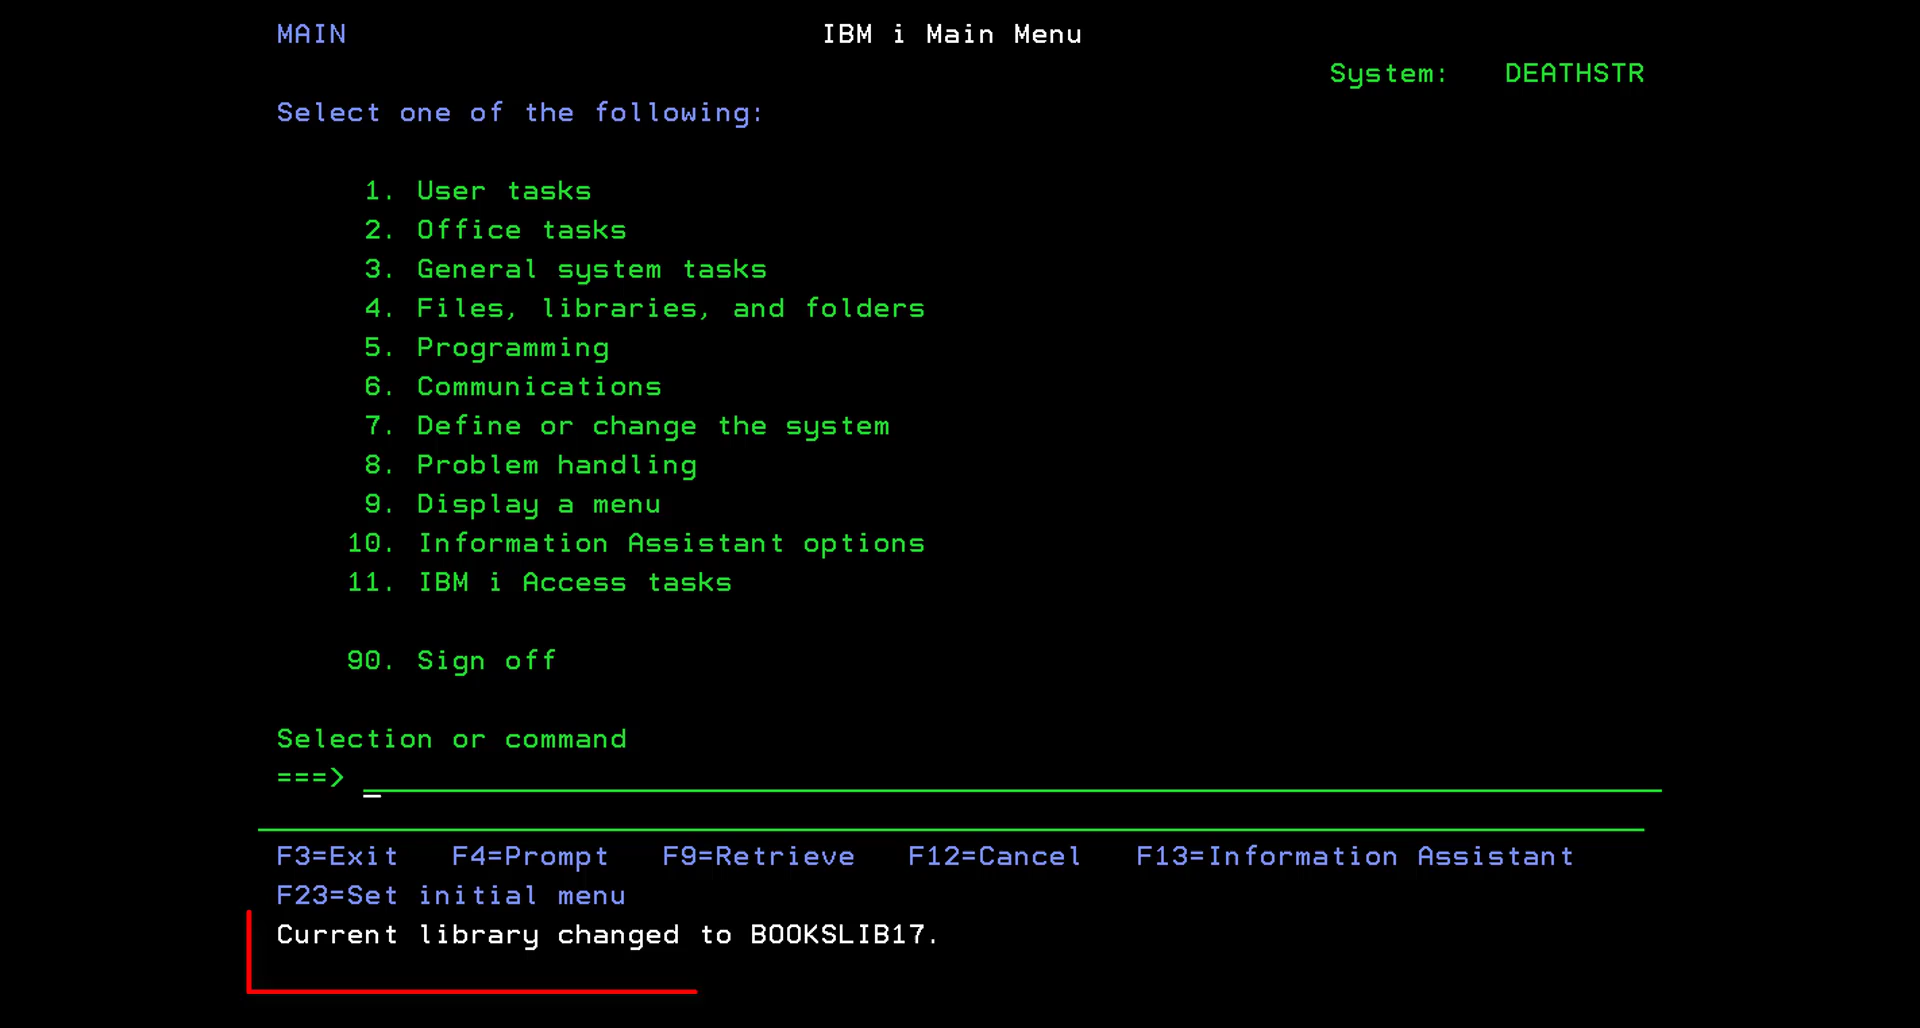 MAIN IBM i Main Menu
System: DEATHSTR
Select one of the following:
1. User tasks
2. Office tasks
3. General system tasks
4. Files, libraries, and folders
5. Programming
6. Communications
7. Define or change the system
8. Problem handling
9. Display a menu
10. Information Assistant options
11. IBM i Access tasks
90. Sign off
Selection or command
===>
F3=Exit F4=Prompt F9=Retrieve F12=Cancel F13=Information Assistant
F23=Set initial menu
Current library changed to BOOKSLIB17.